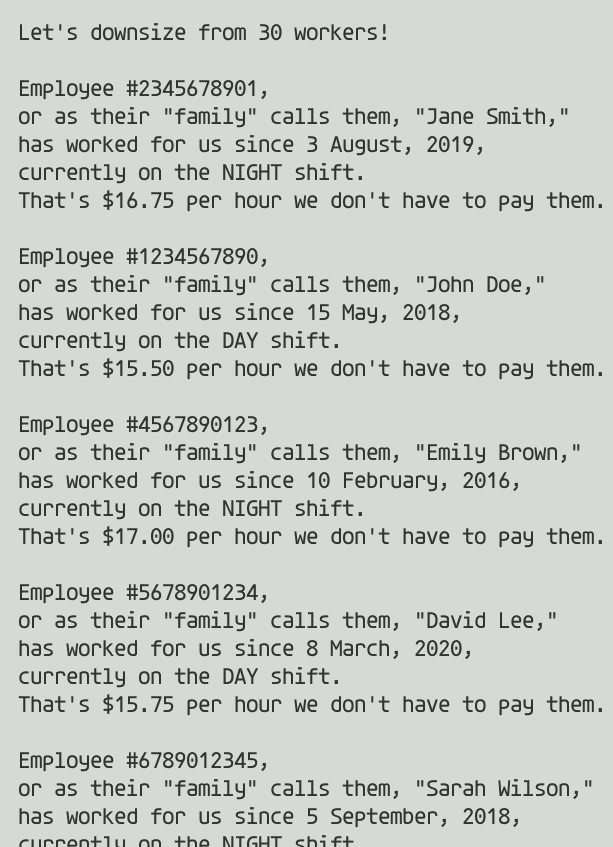 Let's downsize from 30 workers!
Employee #2345678901,
or as their "family" calls them, "Jane Smith,"
has worked for us since 3 August, 2019,
currently on the NIGHT shift.
That's $16.75 per hour we don't have to pay them.
Employee #1234567890,
or as their "family" calls them, "John Doe,"
has worked for us since 15 May, 2018,
currently on the DAY shift.
That's $15.50 per hour we don't have to pay them.
Employee #4567890123,
or as their "family" calls them, "Emily Brown,"
has worked for us since 10 February, 2016,
currently on the NIGHT shift.
That's $17.00 per hour we don't have to pay them.
Employee #5678901234,
or as their "family" calls them, "David Lee,"
has worked for us since 8 March, 2020,
currently on the DAY shift.
That's $15.75 per hour we don't have to pay them.
Employee #6789012345,
or as their "family" calls them, "Sarah Wilson,"
has worked for us since 5 September, 2018,
currently on the NIGHT shift.